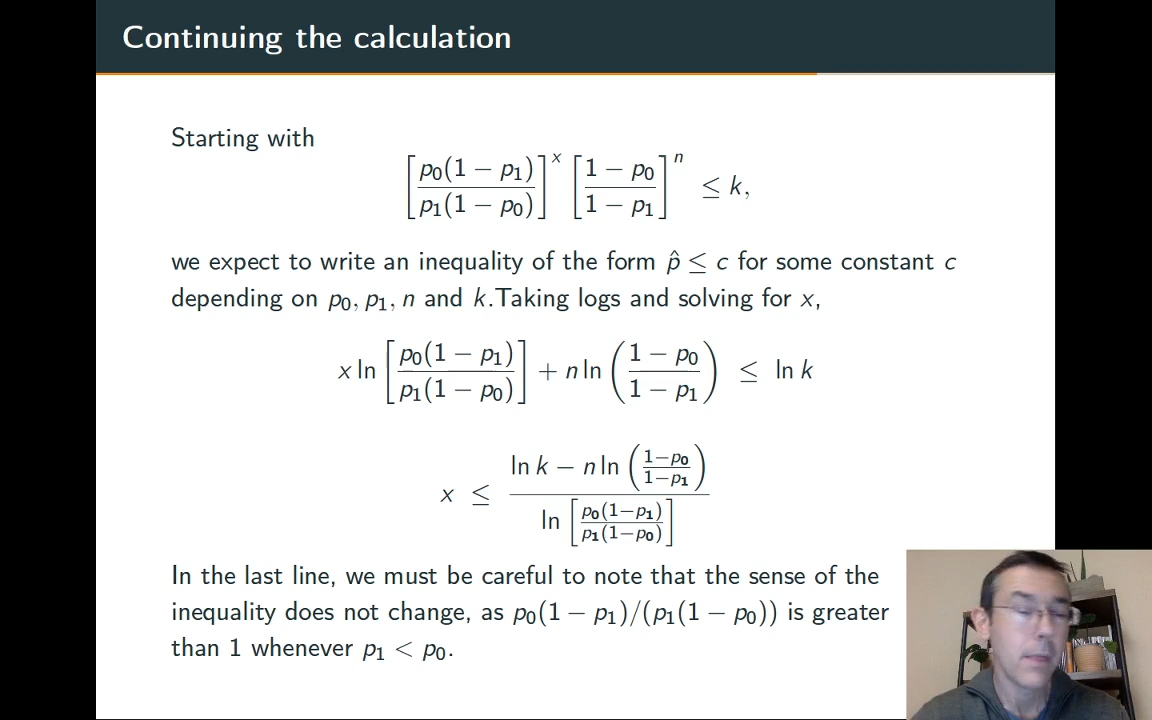 Continuing the calculation
Starting with
[p₀(1 − p₁) / p₁(1 − p₀)]ˣ [1 − p₀ / 1 − p₁]ⁿ ≤ k,
we expect to write an inequality of the form p̂ ≤ c for some constant c
depending on p₀, p₁, n and k.Taking logs and solving for x,
x ln [p₀(1 − p₁) / p₁(1 − p₀)] + n ln (1 − p₀ / 1 − p₁) ≤ ln k
x ≤ ln k − n ln (1−p₀ / 1−p₁) / ln [p₀(1−p₁) / p₁(1−p₀)]
In the last line, we must be careful to note that the sense of the
inequality does not change, as p₀(1 − p₁)/(p₁(1 − p₀)) is greater
than 1 whenever p₁ < p₀.